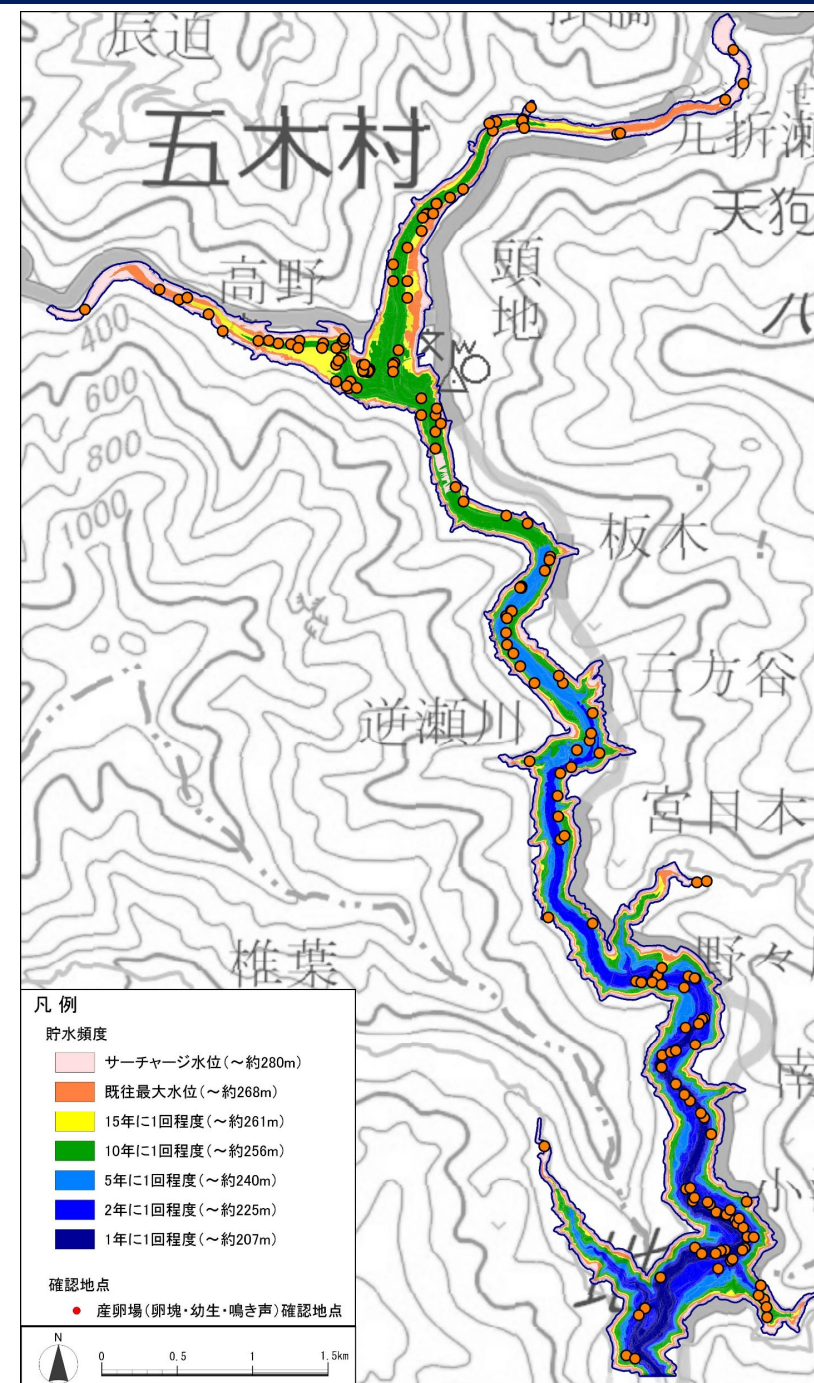 辰迫
五木村
九折瀬
天狗
八
高野
頭
地
400
600
800
1000
板木
三方谷
逆瀬川
宮目木
椎葉
野々
南
小
凡 例
貯水頻度
サーチャージ水位(～約280m)
既往最大水位(～約268m)
15年に1回程度(～約261m)
10年に1回程度(～約256m)
5年に1回程度(～約240m)
2年に1回程度(～約225m)
1年に1回程度(～約207m)
確認地点
産卵場(卵塊・幼生・鳴き声)確認地点
N
0 0.5 1 1.5km